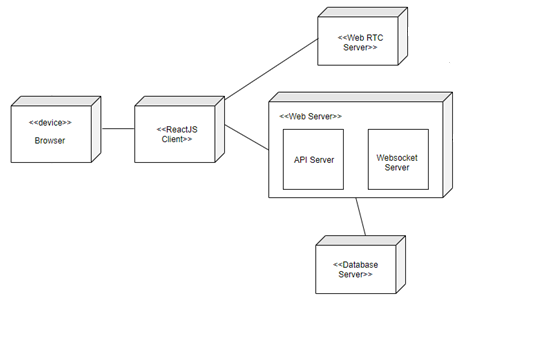 <<Web RTC
Server>>
<<device>>
Browser
<<ReactJS
Client>>
<<Web Server>>
API Server
Websocket
Server
<<Database
Server>>